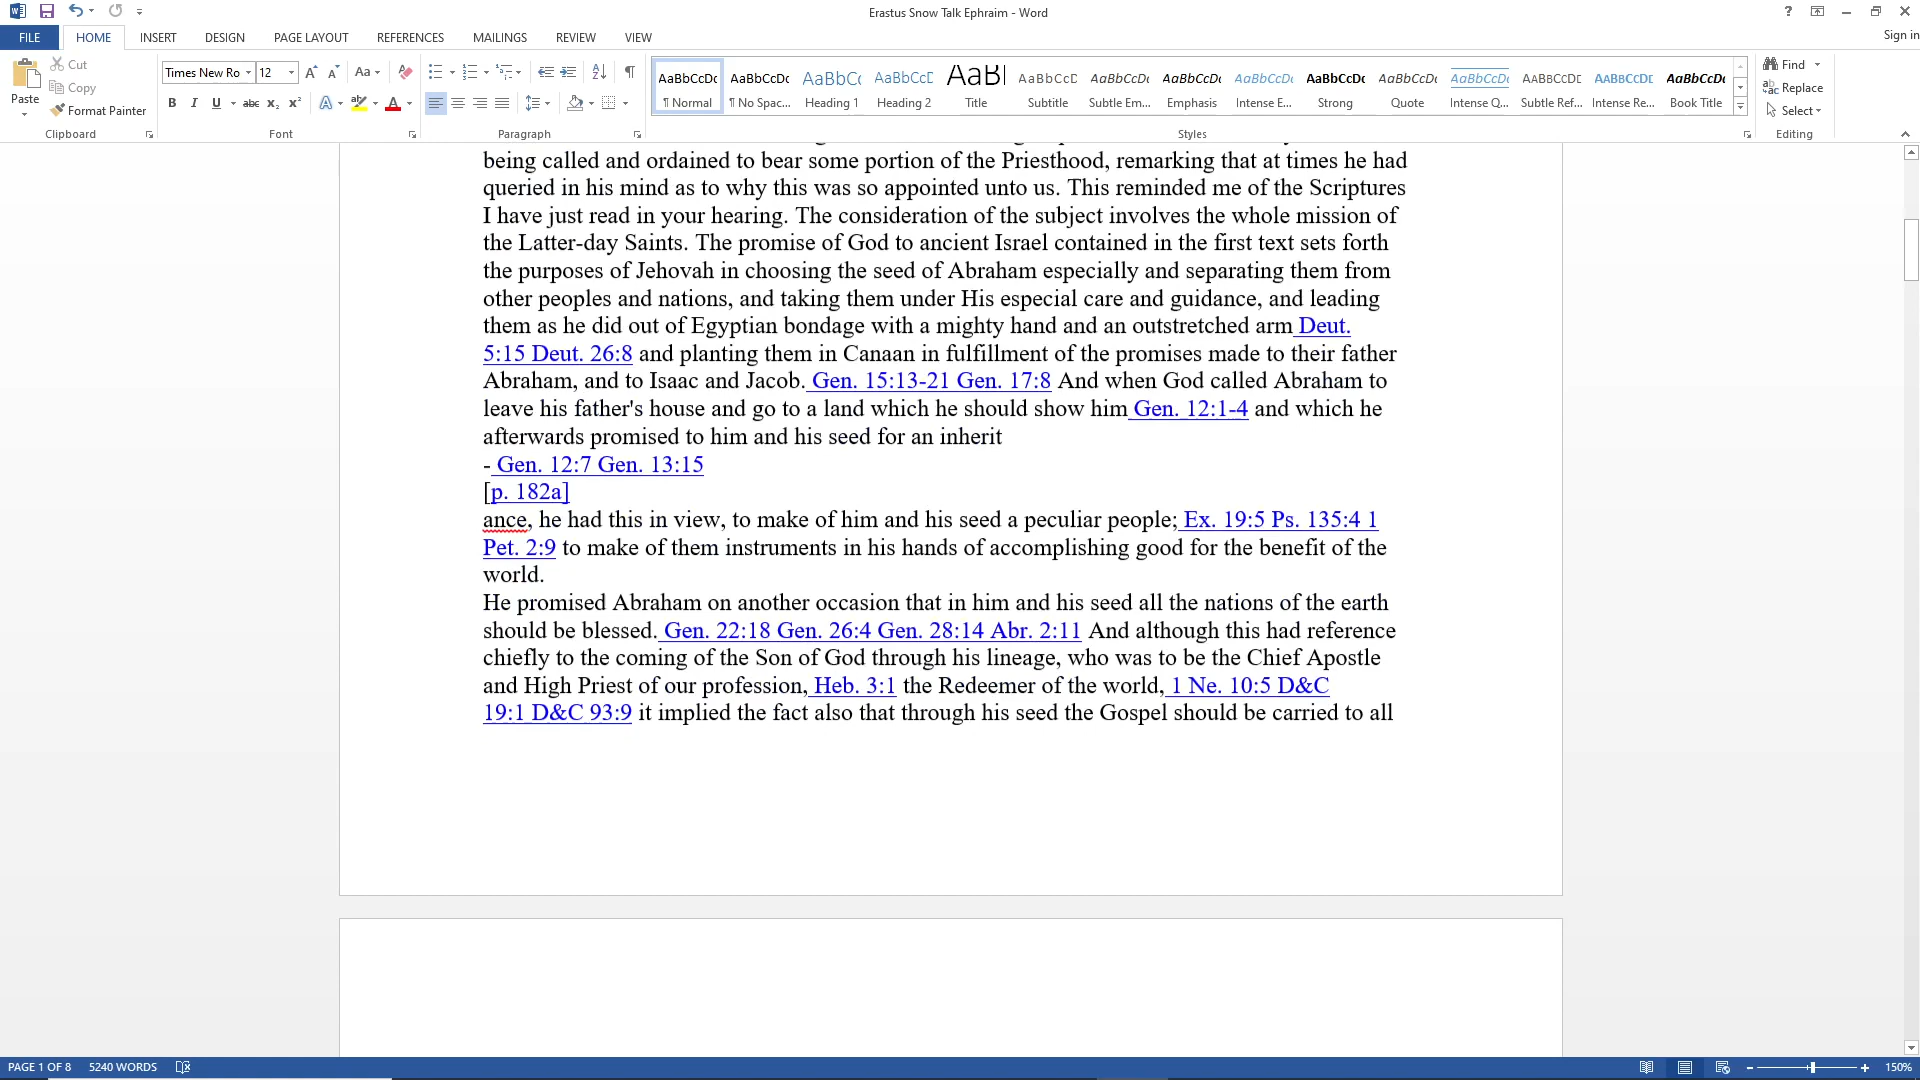 Erastus Snow Talk Ephraim - Word
Sign in
FILE HOME INSERT DESIGN PAGE LAYOUT REFERENCES MAILINGS REVIEW VIEW
Paste
Cut
Copy
Format Painter
Clipboard
Times New Ro 12
Font
Paragraph
AaBbCcDc AaBbCcDc AaBbCc AaBbCcD AaBl AaBbCcD AaBbCcDc AaBbCcDc AaBbCcDc AaBbCcDc AaBbCcDc AaBbCcDc AaBbCcDc AaBbCcDc AaBbCcDc
¶ Normal ¶ No Spac... Heading 1 Heading 2 Title Subtitle Subtle Em... Emphasis Intense E... Strong Quote Intense Q... Subtle Ref... Intense Re... Book Title
Styles
Find
Replace
Select
Editing
being called and ordained to bear some portion of the Priesthood, remarking that at times he had
queried in his mind as to why this was so appointed unto us. This reminded me of the Scriptures
I have just read in your hearing. The consideration of the subject involves the whole mission of
the Latter-day Saints. The promise of God to ancient Israel contained in the first text sets forth
the purposes of Jehovah in choosing the seed of Abraham especially and separating them from
other peoples and nations, and taking them under His especial care and guidance, and leading
them as he did out of Egyptian bondage with a mighty hand and an outstretched arm Deut.
5:15 Deut. 26:8 and planting them in Canaan in fulfillment of the promises made to their father
Abraham, and to Isaac and Jacob. Gen. 15:13-21 Gen. 17:8 And when God called Abraham to
leave his father's house and go to a land which he should show him Gen. 12:1-4 and which he
afterwards promised to him and his seed for an inherit
- Gen. 12:7 Gen. 13:15
[p. 182a]
ance, he had this in view, to make of him and his seed a peculiar people; Ex. 19:5 Ps. 135:4 1
Pet. 2:9 to make of them instruments in his hands of accomplishing good for the benefit of the
world.
He promised Abraham on another occasion that in him and his seed all the nations of the earth
should be blessed. Gen. 22:18 Gen. 26:4 Gen. 28:14 Abr. 2:11 And although this had reference
chiefly to the coming of the Son of God through his lineage, who was to be the Chief Apostle
and High Priest of our profession, Heb. 3:1 the Redeemer of the world, 1 Ne. 10:5 D&C
19:1 D&C 93:9 it implied the fact also that through his seed the Gospel should be carried to all
PAGE 1 OF 8 5240 WORDS 150%